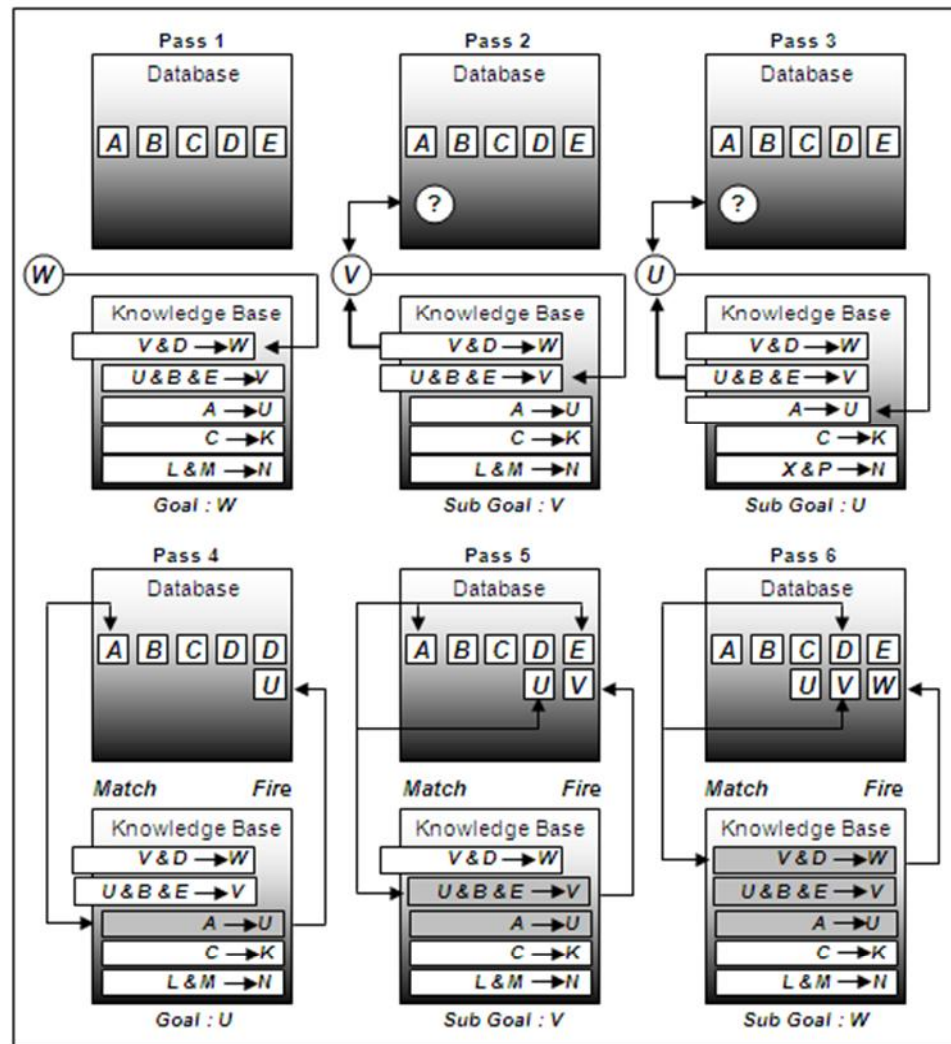 Pass 1 Pass 2 Pass 3
Database Database Database
A B C D E A B C D E A B C D E
? ?
W V U
Knowledge Base Knowledge Base Knowledge Base
V & D → W V & D → W V & D → W
U & B & E → V U & B & E → V U & B & E → V
A → U A → U A → U
C → K C → K C → K
L & M → N L & M → N X & P → N
Goal : W Sub Goal : V Sub Goal : U
Pass 4 Pass 5 Pass 6
Database Database Database
A B C D D A B C D E A B C D E
U U V U V W
Match Fire Match Fire Match Fire
Knowledge Base Knowledge Base Knowledge Base
V & D → W V & D → W V & D → W
U & B & E → V U & B & E → V U & B & E → V
A → U A → U A → U
C → K C → K C → K
L & M → N L & M → N L & M → N
Goal : U Sub Goal : V Sub Goal : W